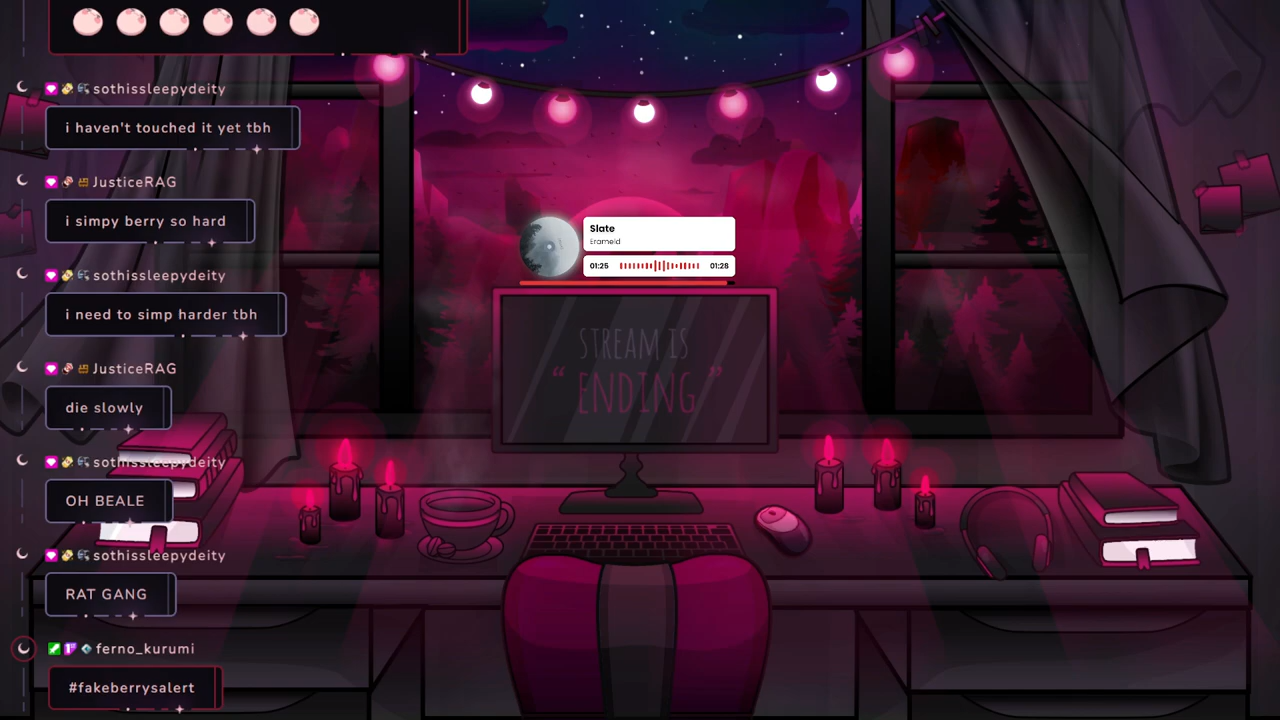 sothissleepydeity
i haven't touched it yet tbh
JusticeRAG
i simpy berry so hard
sothissleepydeity
i need to simp harder tbh
JusticeRAG
die slowly
sothissleepydeity
OH BEALE
sothissleepydeity
RAT GANG
ferno_kurumi
#fakeberrysalert
Slate
Erameld
01:25 01:28
STREAM IS
“ ENDING ”